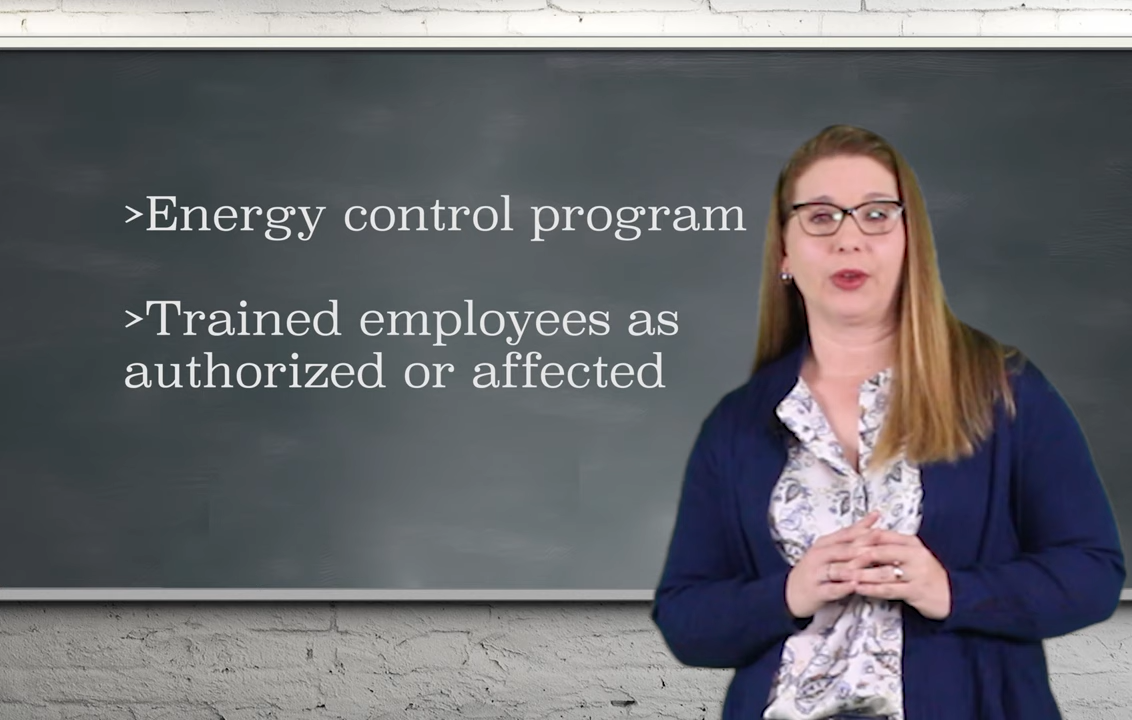 >Energy control program
>Trained employees as
authorized or affected